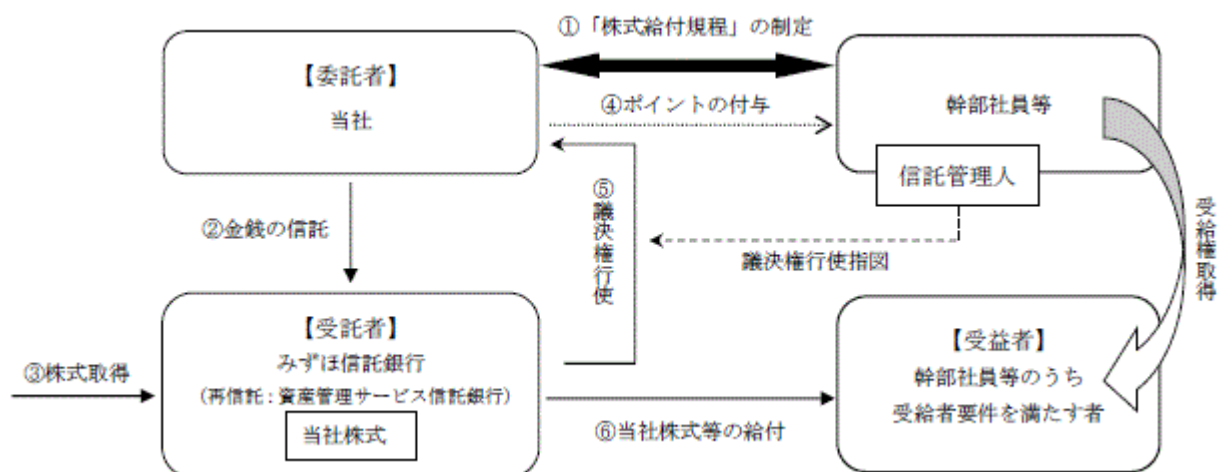 ①「株式給付規程」の制定
【委託者】
当社
④ポイントの付与
幹部社員等
信託管理人
②金銭の信託
⑤議決権行使
議決権行使指図
受給権取得
③株式取得
【受託者】
みずほ信託銀行
(再信託:資産管理サービス信託銀行)
当社株式
⑥当社株式等の給付
【受益者】
幹部社員等のうち
受給者要件を満たす者